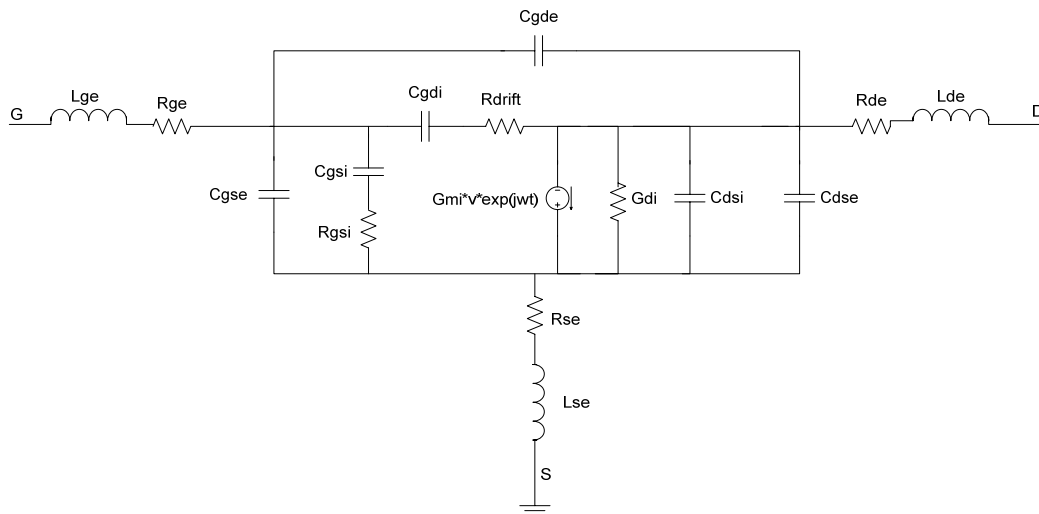 Cgde
Lge
Rge
Cgdi
Rdrift
Rde
Lde
G
D
Cgse
Cgsi
Rgsi
Gmi*v*exp(jwt)
-
+
Gdi
Cdsi
Cdse
Rse
Lse
S